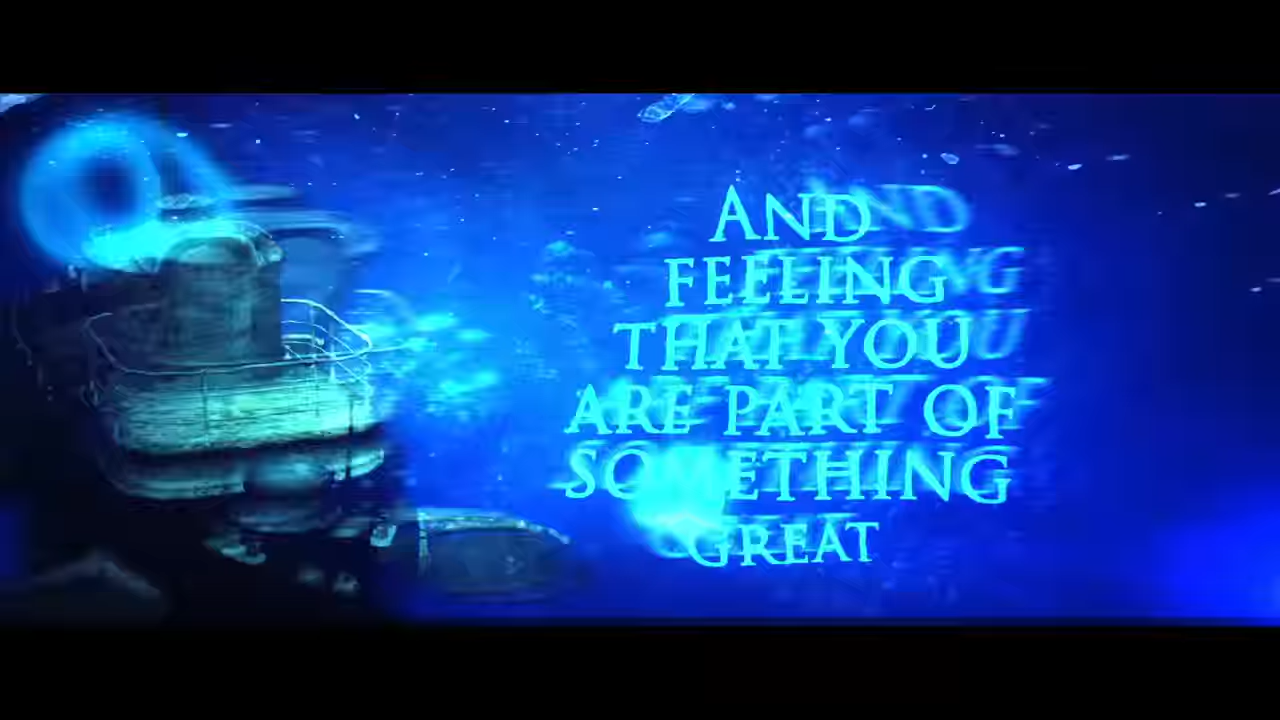 AND
FEELING
THAT YOU
ARE PART OF
SOMETHING
GREAT